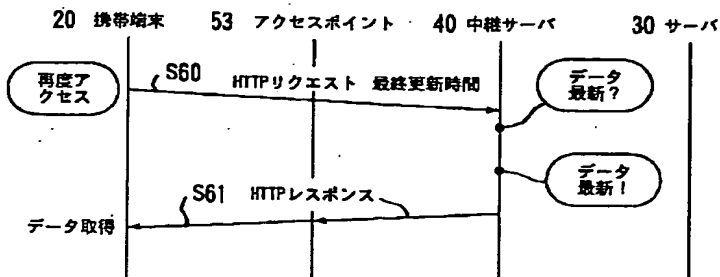 20 携帯端末 53 アクセスポイント 40 中継サーバ 30 サーバ
再度ア
クセス
S60 HTTPリクエスト 最終更新時間
データ
最新？
データ
最新！
S61 HTTPレスポンス
データ取得